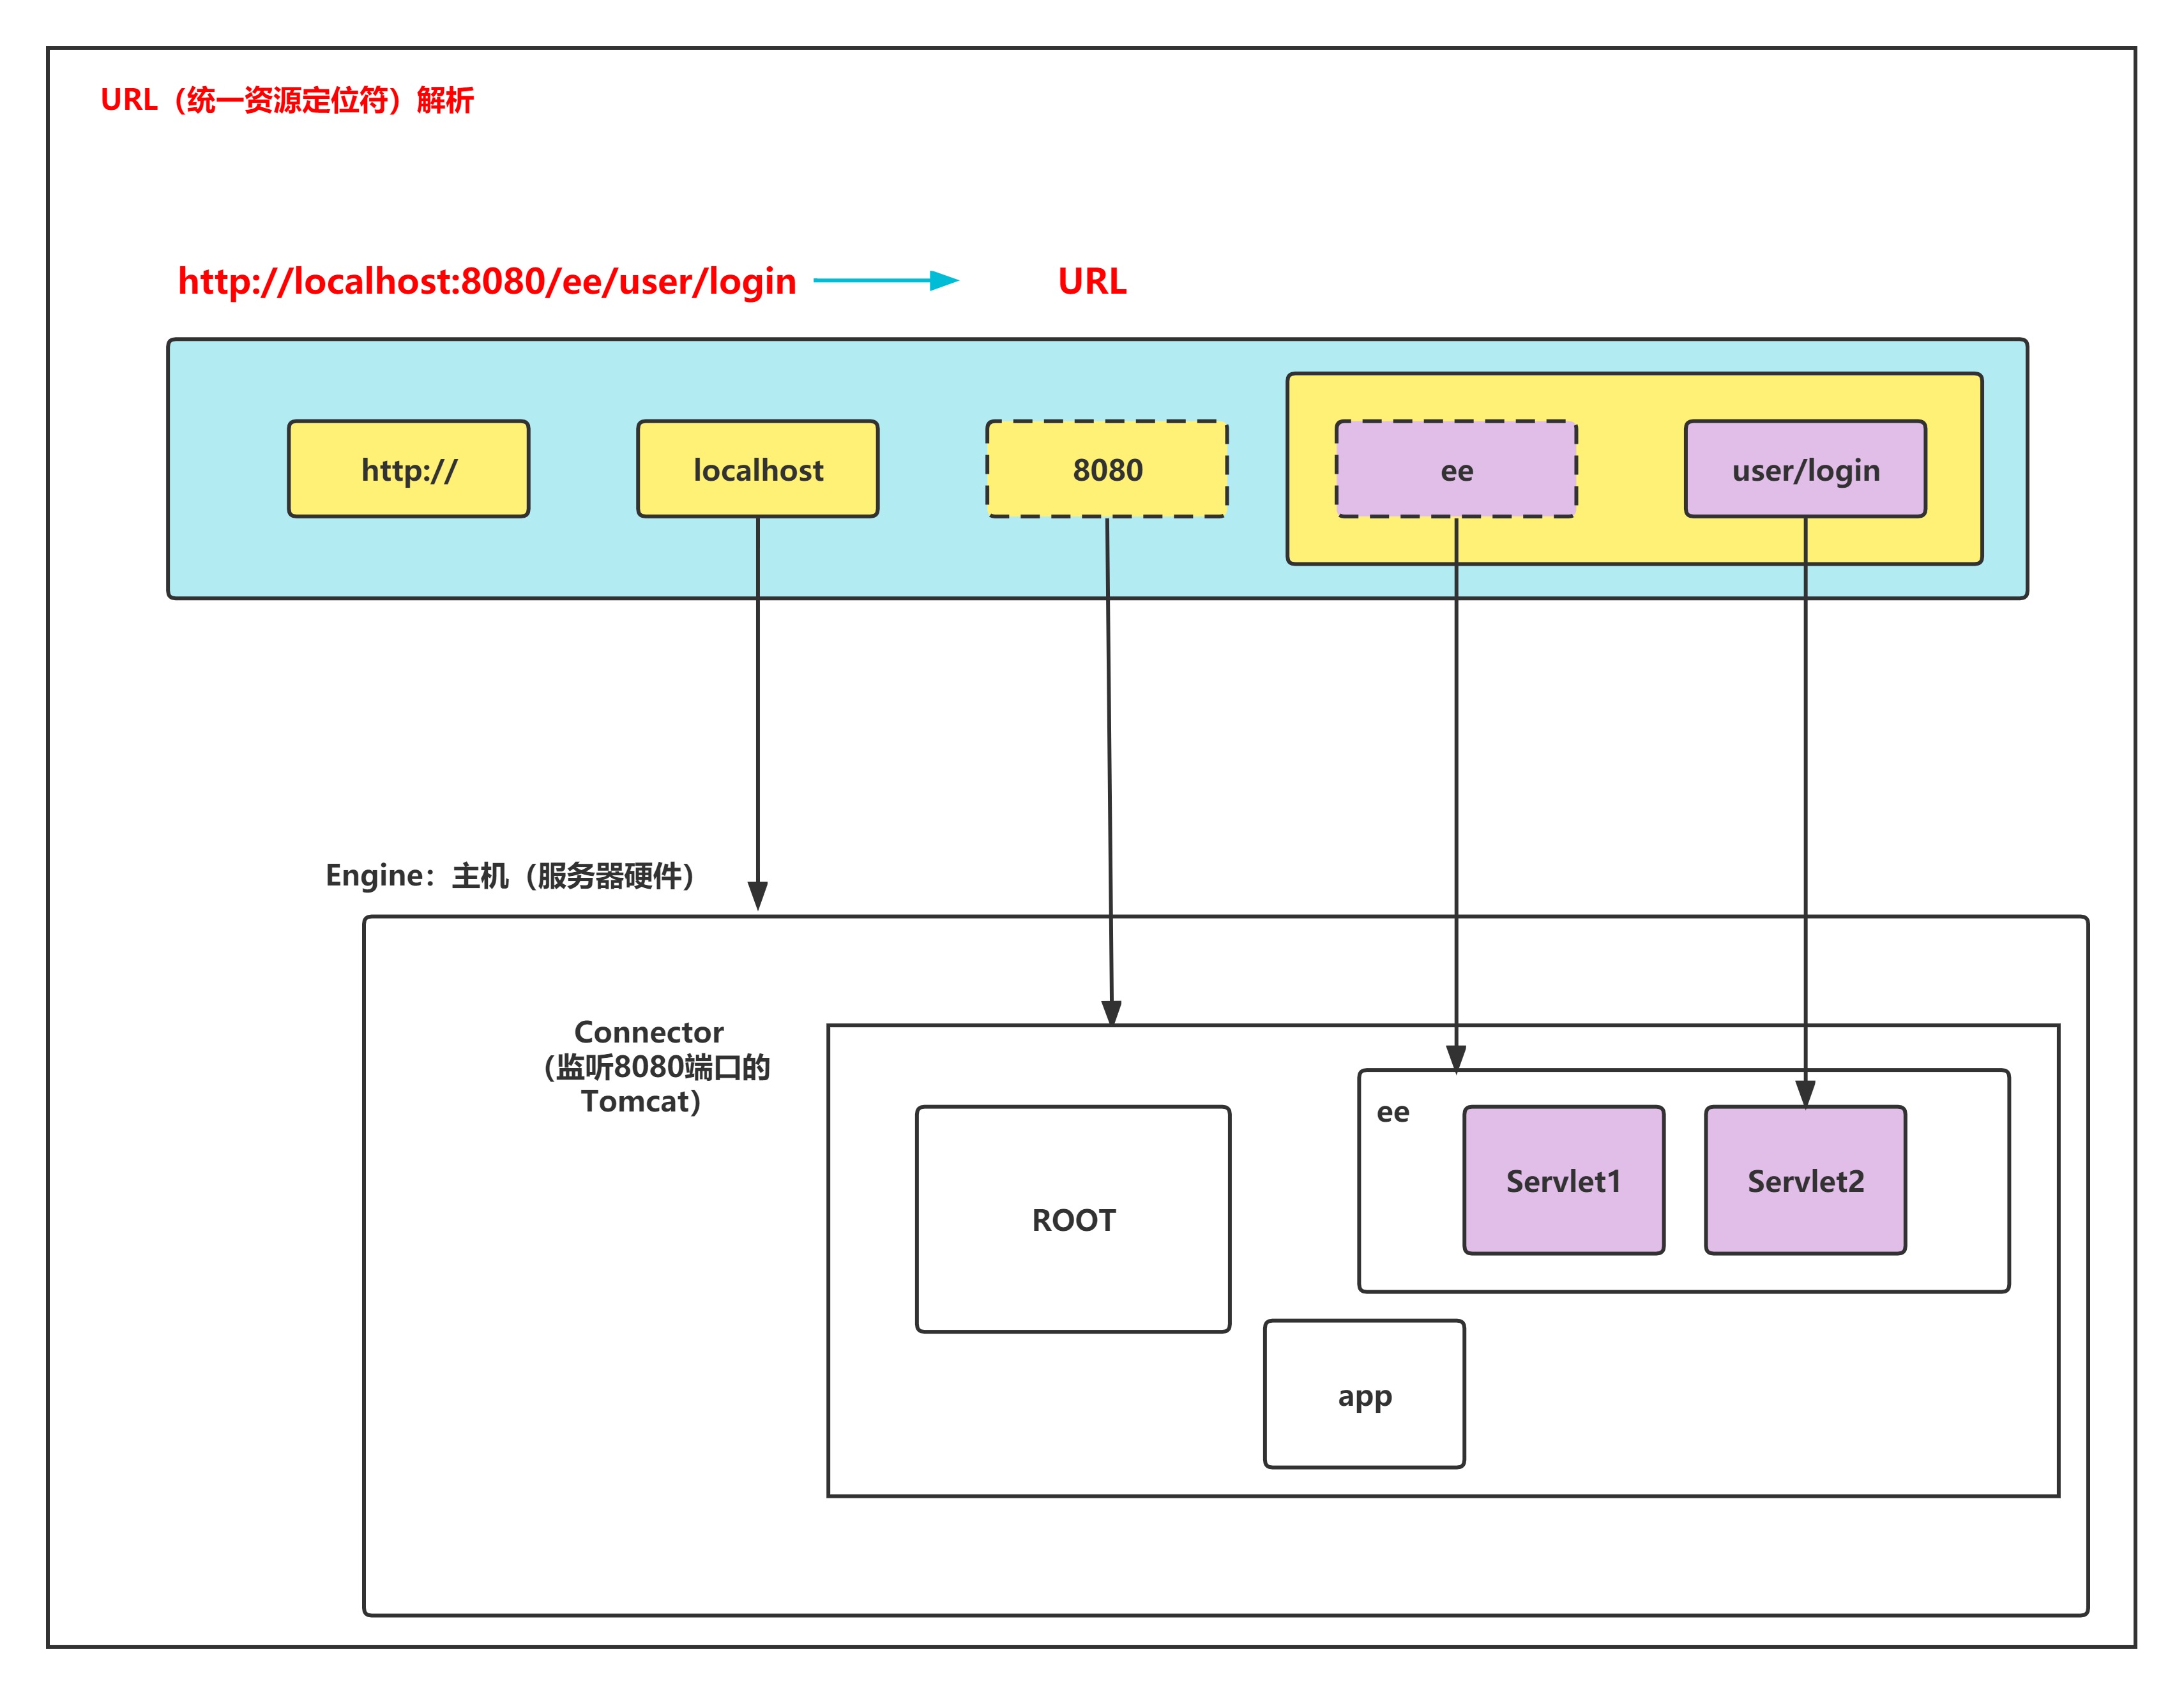 URL（统一资源定位符）解析
http://localhost:8080/ee/user/login
URL
http://
localhost
8080
ee
user/login
Engine：主机（服务器硬件）
Connector
（监听8080端口的
Tomcat）
ee
Servlet1
Servlet2
ROOT
app